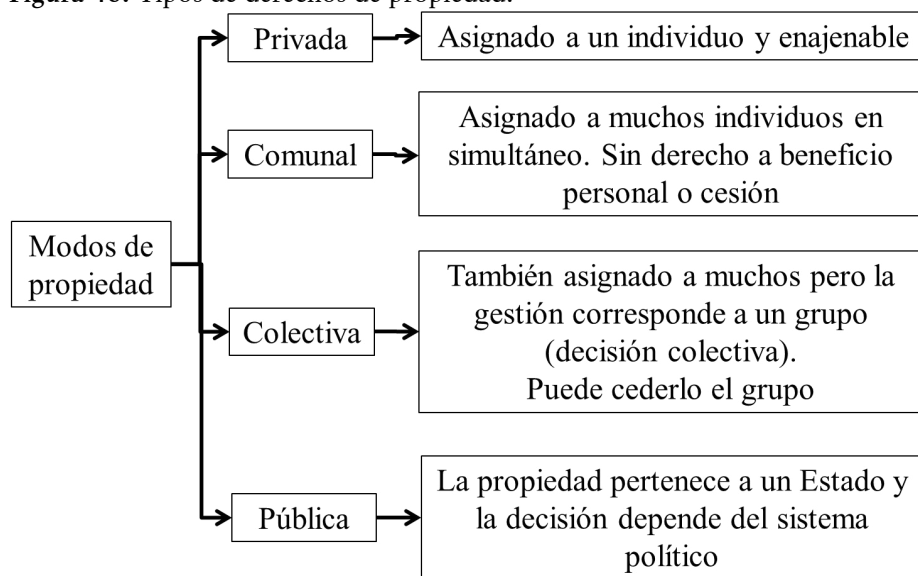 Figura 46. Tipos de derechos de propiedad.
Privada
Asignado a un individuo y enajenable
Comunal
Asignado a muchos individuos en
simultáneo. Sin derecho a beneficio
personal o cesión
Modos de
propiedad
Colectiva
También asignado a muchos pero la
gestión corresponde a un grupo
(decisión colectiva).
Puede cederlo el grupo
Pública
La propiedad pertenece a un Estado y
la decisión depende del sistema
político